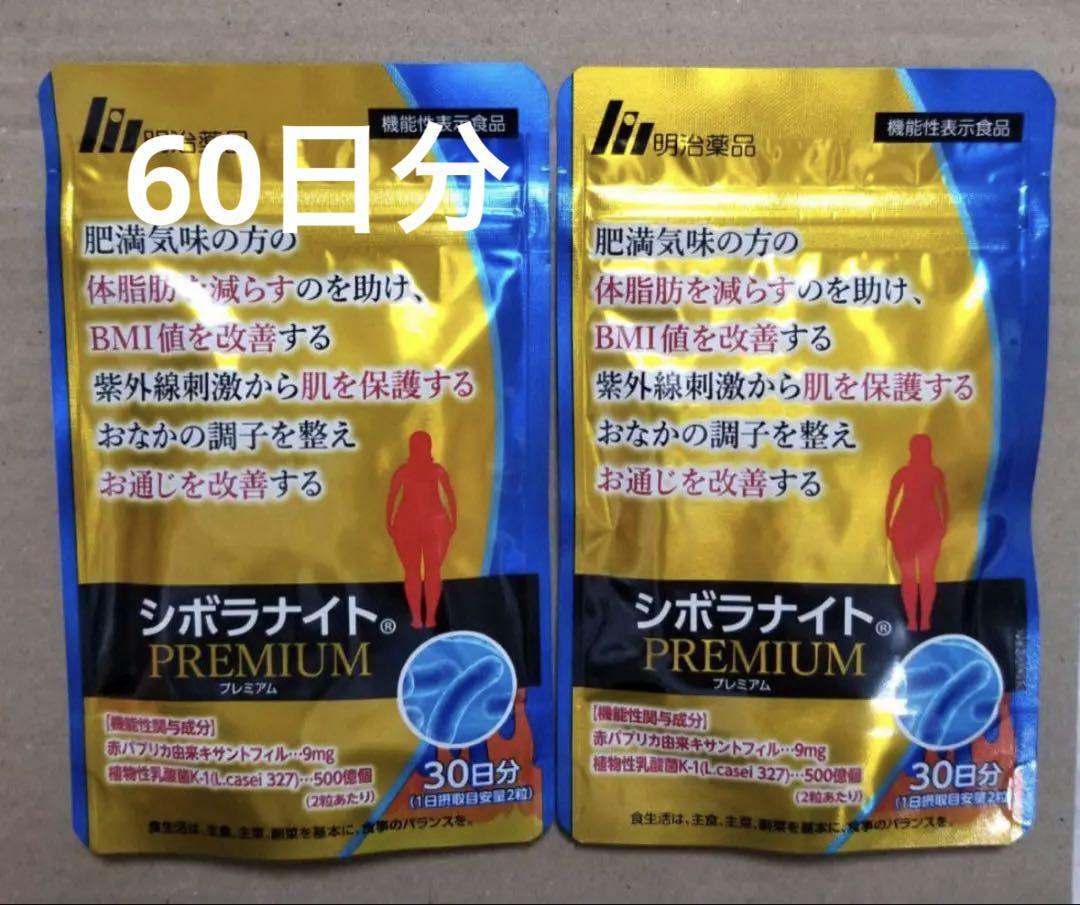 60日分
明治薬品
機能性表示食品
肥満気味の方の
体脂肪を減らすのを助け、
BMI値を改善する
紫外線刺激から肌を保護する
おなかの調子を整え
お通じを改善する
シボラナイト®
PREMIUM
プレミアム
【機能性関与成分】
赤パプリカ由来キサントフィル…9mg
植物性乳酸菌K-1(L.casei 327)…500億個
(2粒あたり)
30日分
(1日摂取目安量2粒)
食生活は、主食、主菜、副菜を基本に、食事のバランスを。
明治薬品
機能性表示食品
肥満気味の方の
体脂肪を減らすのを助け、
BMI値を改善する
紫外線刺激から肌を保護する
おなかの調子を整え
お通じを改善する
シボラナイト®
PREMIUM
プレミアム
【機能性関与成分】
赤パプリカ由来キサントフィル…9mg
植物性乳酸菌K-1(L.casei 327)…500億個
(2粒あたり)
30日分
(1日摂取目安量2粒
食生活は、主食、主菜、副菜を基本に、食事のバランスを。